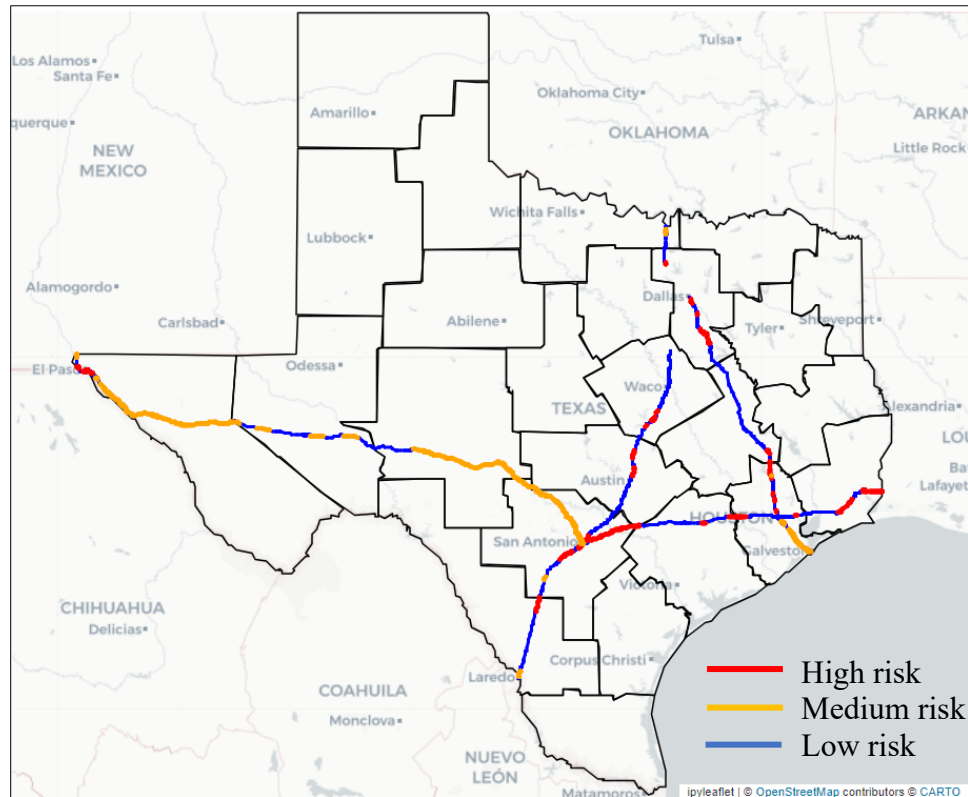 Tulsa
Los Alamos
Santa Fe
Oklahoma City
Amarillo
querque
ARKAN
OKLAHOMA
NEW
MEXICO
Little Rock
Wichita Falls
Lubbock
Alamogordo
Dallas
Carlsbad
Abilene
Tyler
Shreveport
Odessa
El Paso
Waco
TEXAS
Alexandria
LOU
Austin
Ba
Lafayet
HOUSTON
San Antonio
Galveston
Victoria
CHIHUAHUA
Delicias
Corpus Christi
Laredo
High risk
COAHUILA
Medium risk
Monclova
Low risk
NUEVO
LEÓN
Matamoros
ipyleaflet | © OpenStreetMap contributors © CARTO